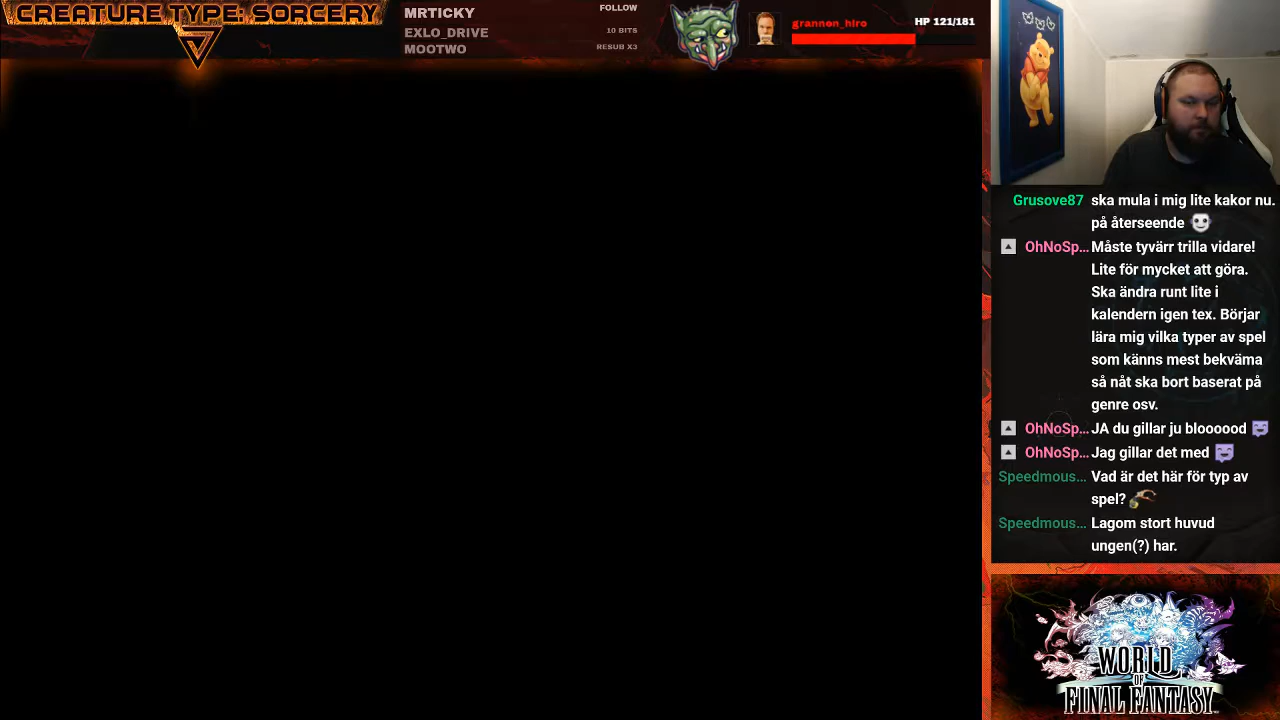 CREATURE TYPE: SORCERY
MRTICKY
FOLLOW
EXLO_DRIVE
10 BITS
MOOTWO
RESUB X3
grannon_hiro
HP 121/181
Grusove87 ska mula i mig lite kakor nu.
på återseende
OhNoSp... Måste tyvärr trilla vidare!
Lite för mycket att göra.
Ska ändra runt lite i
kalendern igen tex. Börjar
lära mig vilka typer av spel
som känns mest bekväma
så nåt ska bort baserat på
genre osv.
OhNoSp... JA du gillar ju bloooood
OhNoSp... Jag gillar det med
Speedmous... Vad är det här för typ av
spel?
Speedmous... Lagom stort huvud
ungen(?) har.
WORLD
OF
FINAL FANTASY